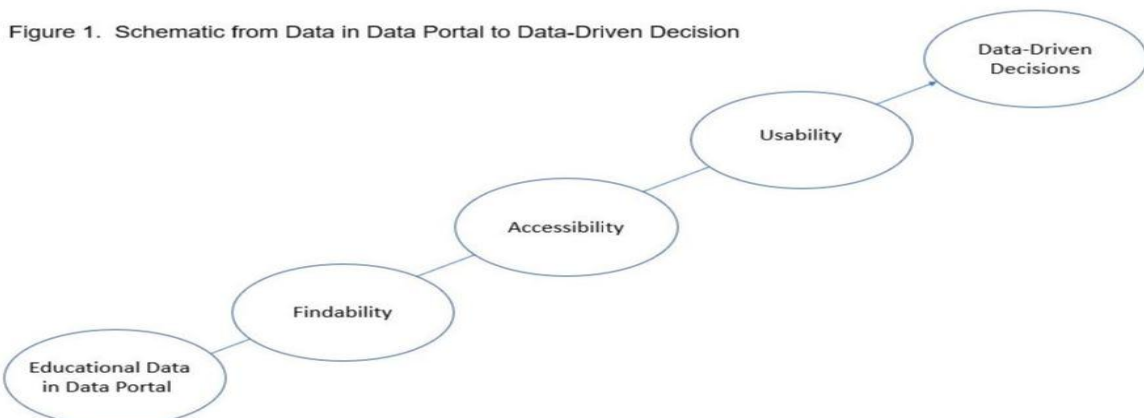 Figure 1. Schematic from Data in Data Portal to Data-Driven Decision
Data-Driven
Decisions
Usability
Accessibility
Findability
Educational Data
in Data Portal